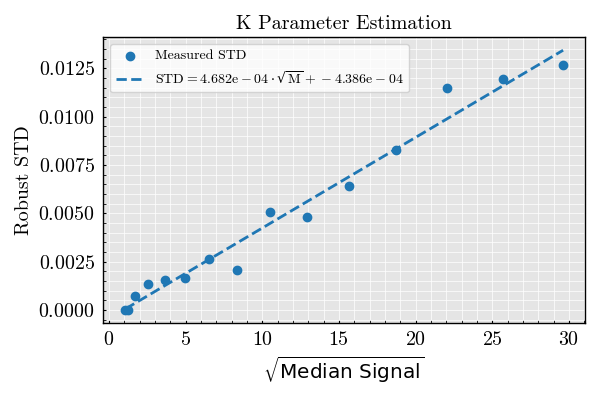 K Parameter Estimation
Measured STD
STD = 4.682e − 04 · √M + −4.386e − 04
Robust STD
0.0125
0.0100
0.0075
0.0050
0.0025
0.0000
0 5 10 15 20 25 30
√Median Signal